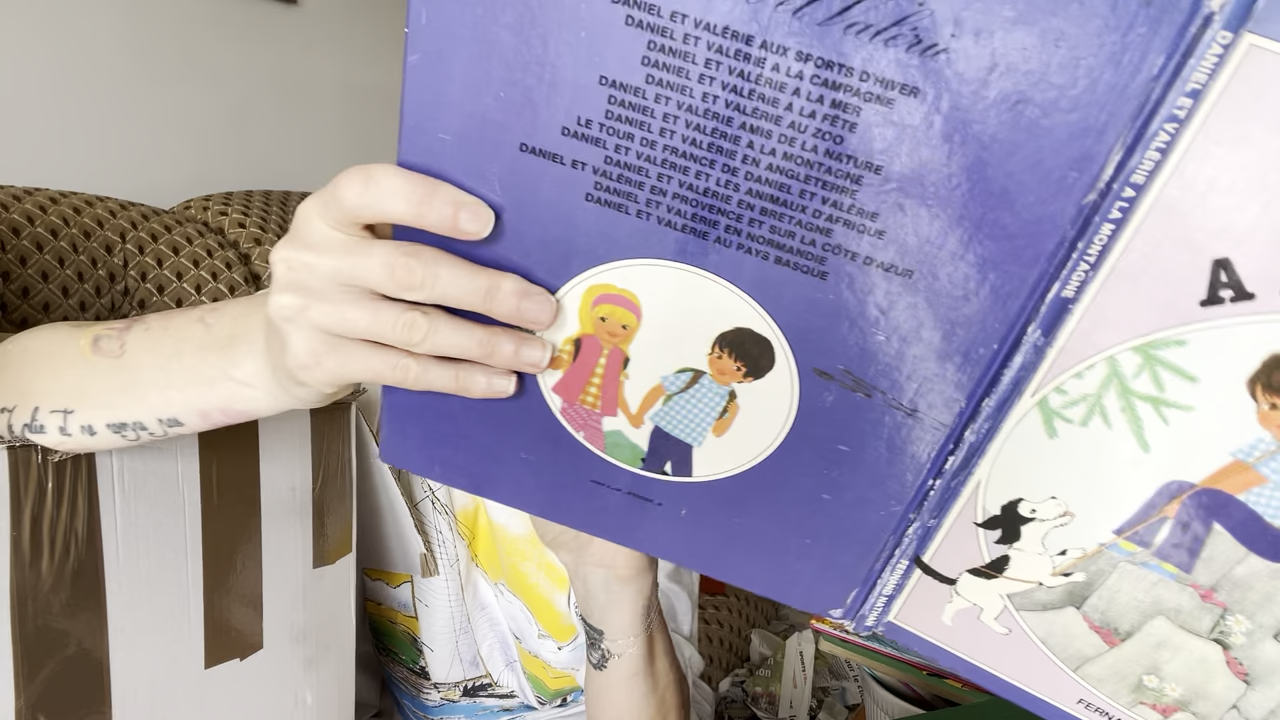 et Valérie
DANIEL ET VALÉRIE AUX SPORTS D'HIVER
DANIEL ET VALÉRIE A LA CAMPAGNE
DANIEL ET VALÉRIE A LA MER
DANIEL ET VALÉRIE A LA FÊTE
DANIEL ET VALÉRIE AU ZOO
DANIEL ET VALÉRIE AMIS DE LA NATURE
DANIEL ET VALÉRIE A LA MONTAGNE
DANIEL ET VALÉRIE EN ANGLETERRE
LE TOUR DE FRANCE DE DANIEL ET VALÉRIE
DANIEL ET VALÉRIE ET LES ANIMAUX D'AFRIQUE
DANIEL ET VALÉRIE EN BRETAGNE
DANIEL ET VALÉRIE EN PROVENCE ET SUR LA CÔTE D'AZUR
DANIEL ET VALÉRIE EN NORMANDIE
DANIEL ET VALÉRIE AU PAYS BASQUE
DANIEL ET VALÉRIE A LA MONTAGNE
FERNAND NATHAN
A
FERNA